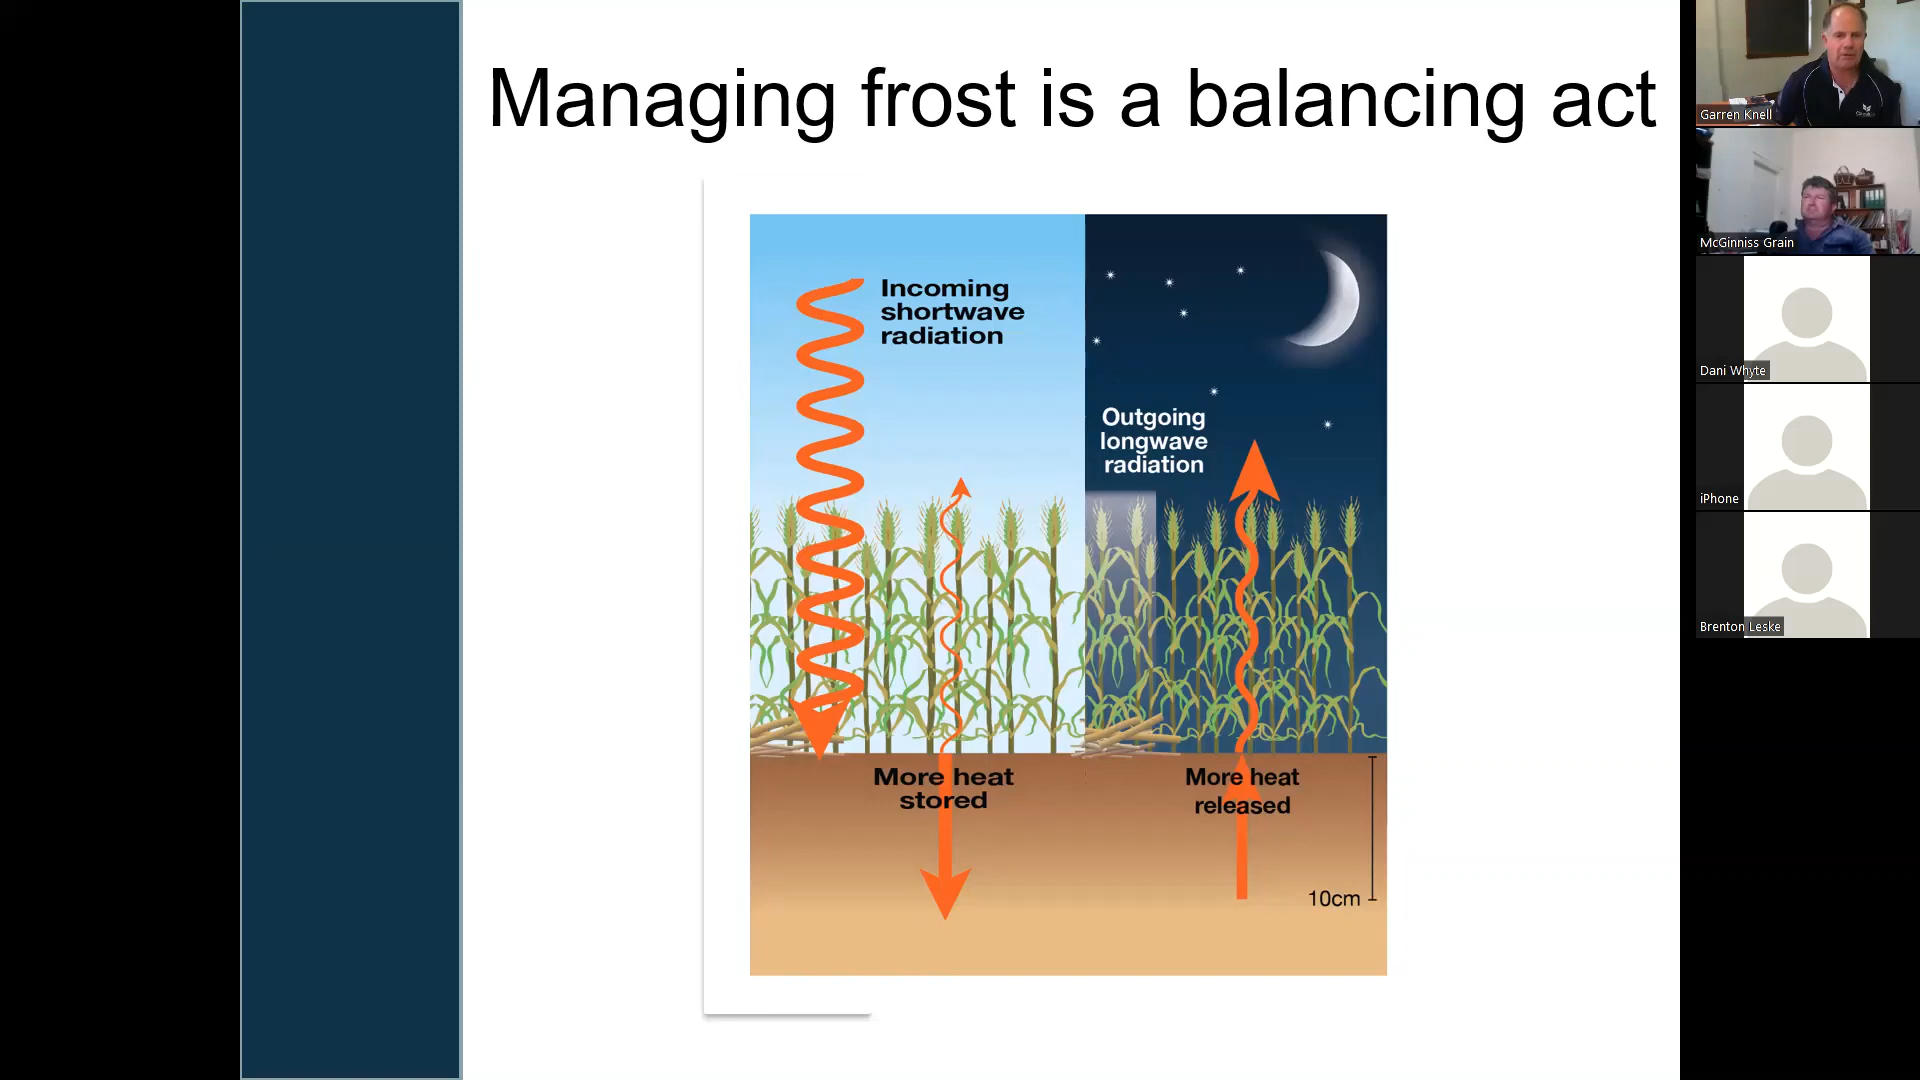 Managing frost is a balancing act
Incoming
shortwave
radiation
Outgoing
longwave
radiation
More heat
stored
More heat
released
10cm
Garren Knell
McGinniss Grain
Dani Whyte
iPhone
Brenton Leske